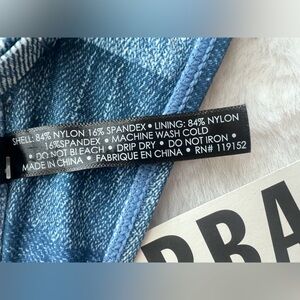 SHELL: 84% NYLON 16% SPANDEX • LINING: 84% NYLON
16%SPANDEX • MACHINE WASH COLD
• DO NOT BLEACH • DRIP DRY • DO NOT IRON •
MADE IN CHINA • FABRIQUE EN CHINA • RN# 119152
RBA